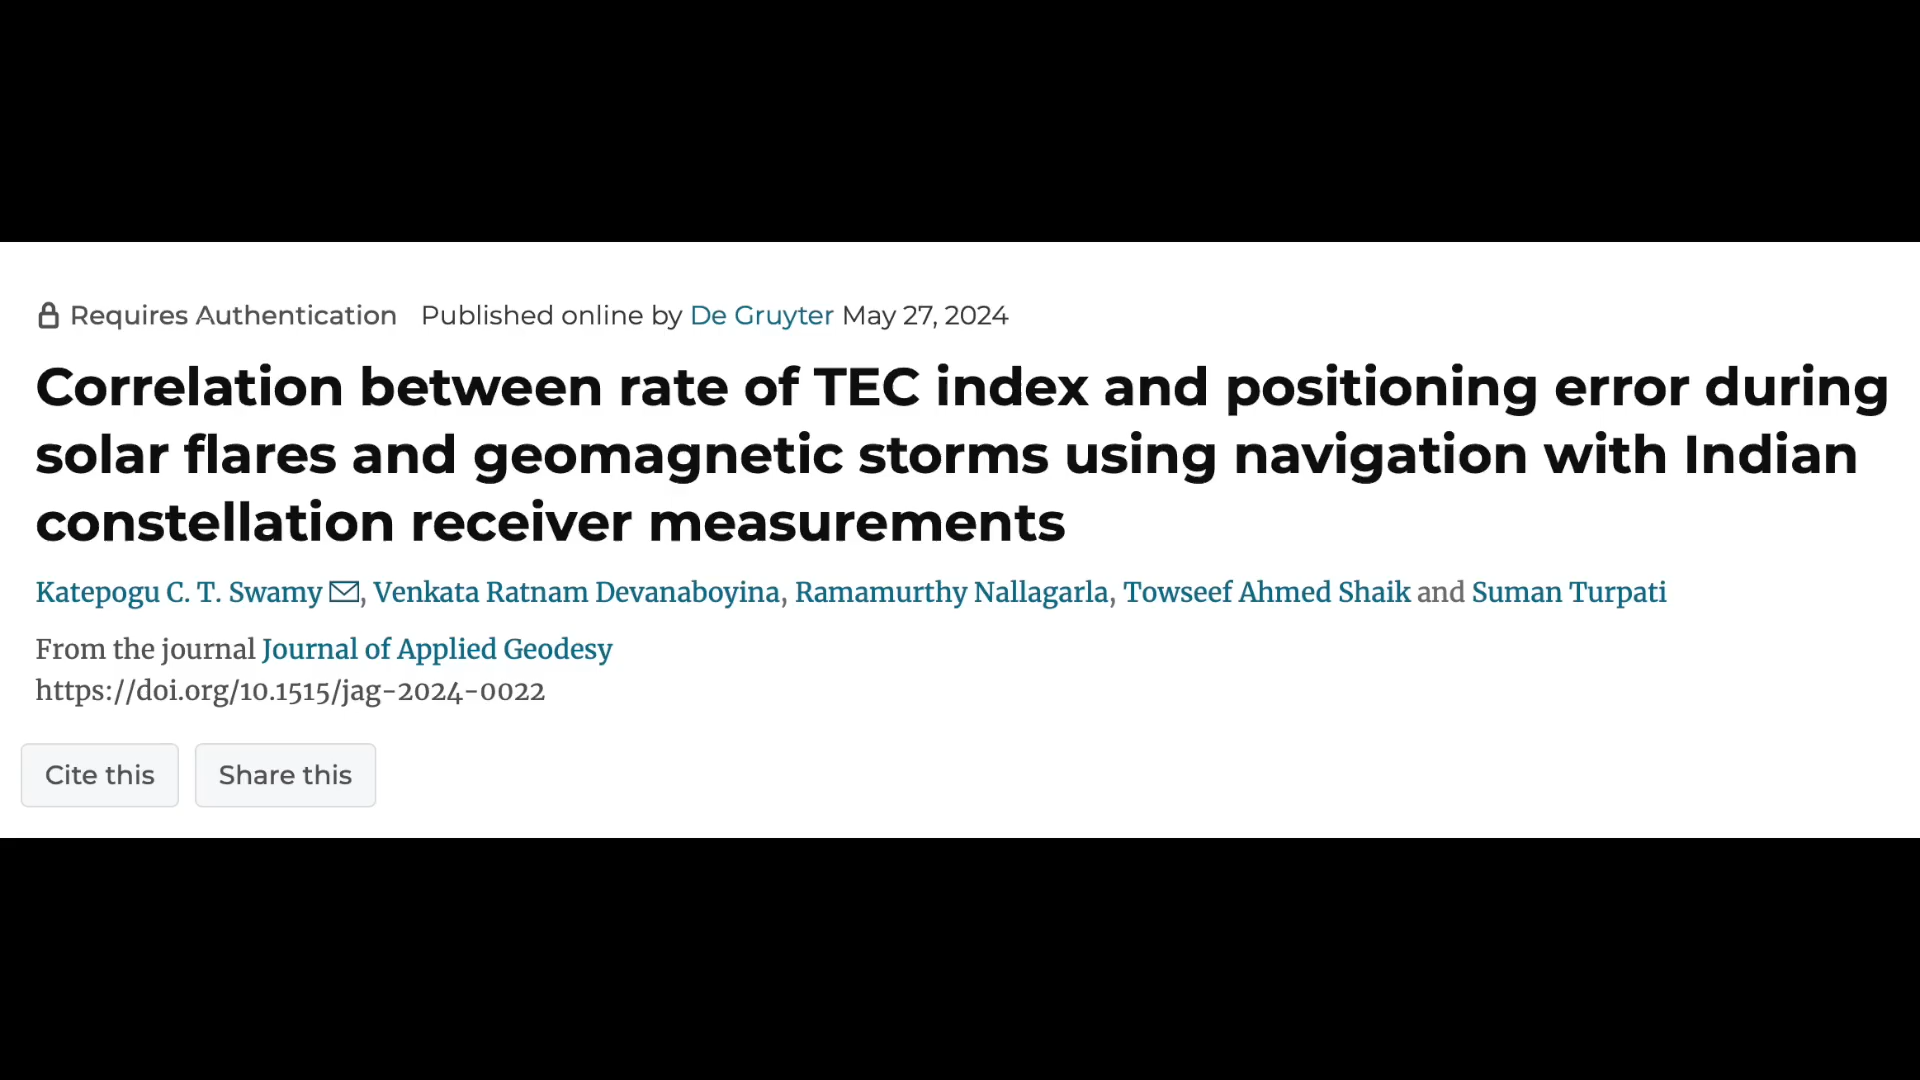 Requires Authentication Published online by De Gruyter May 27, 2024
Correlation between rate of TEC index and positioning error during
solar flares and geomagnetic storms using navigation with Indian
constellation receiver measurements
Katepogu C. T. Swamy, Venkata Ratnam Devanaboyina, Ramamurthy Nallagarla, Towseef Ahmed Shaik and Suman Turpati
From the journal Journal of Applied Geodesy
https://doi.org/10.1515/jag-2024-0022
Cite this Share this